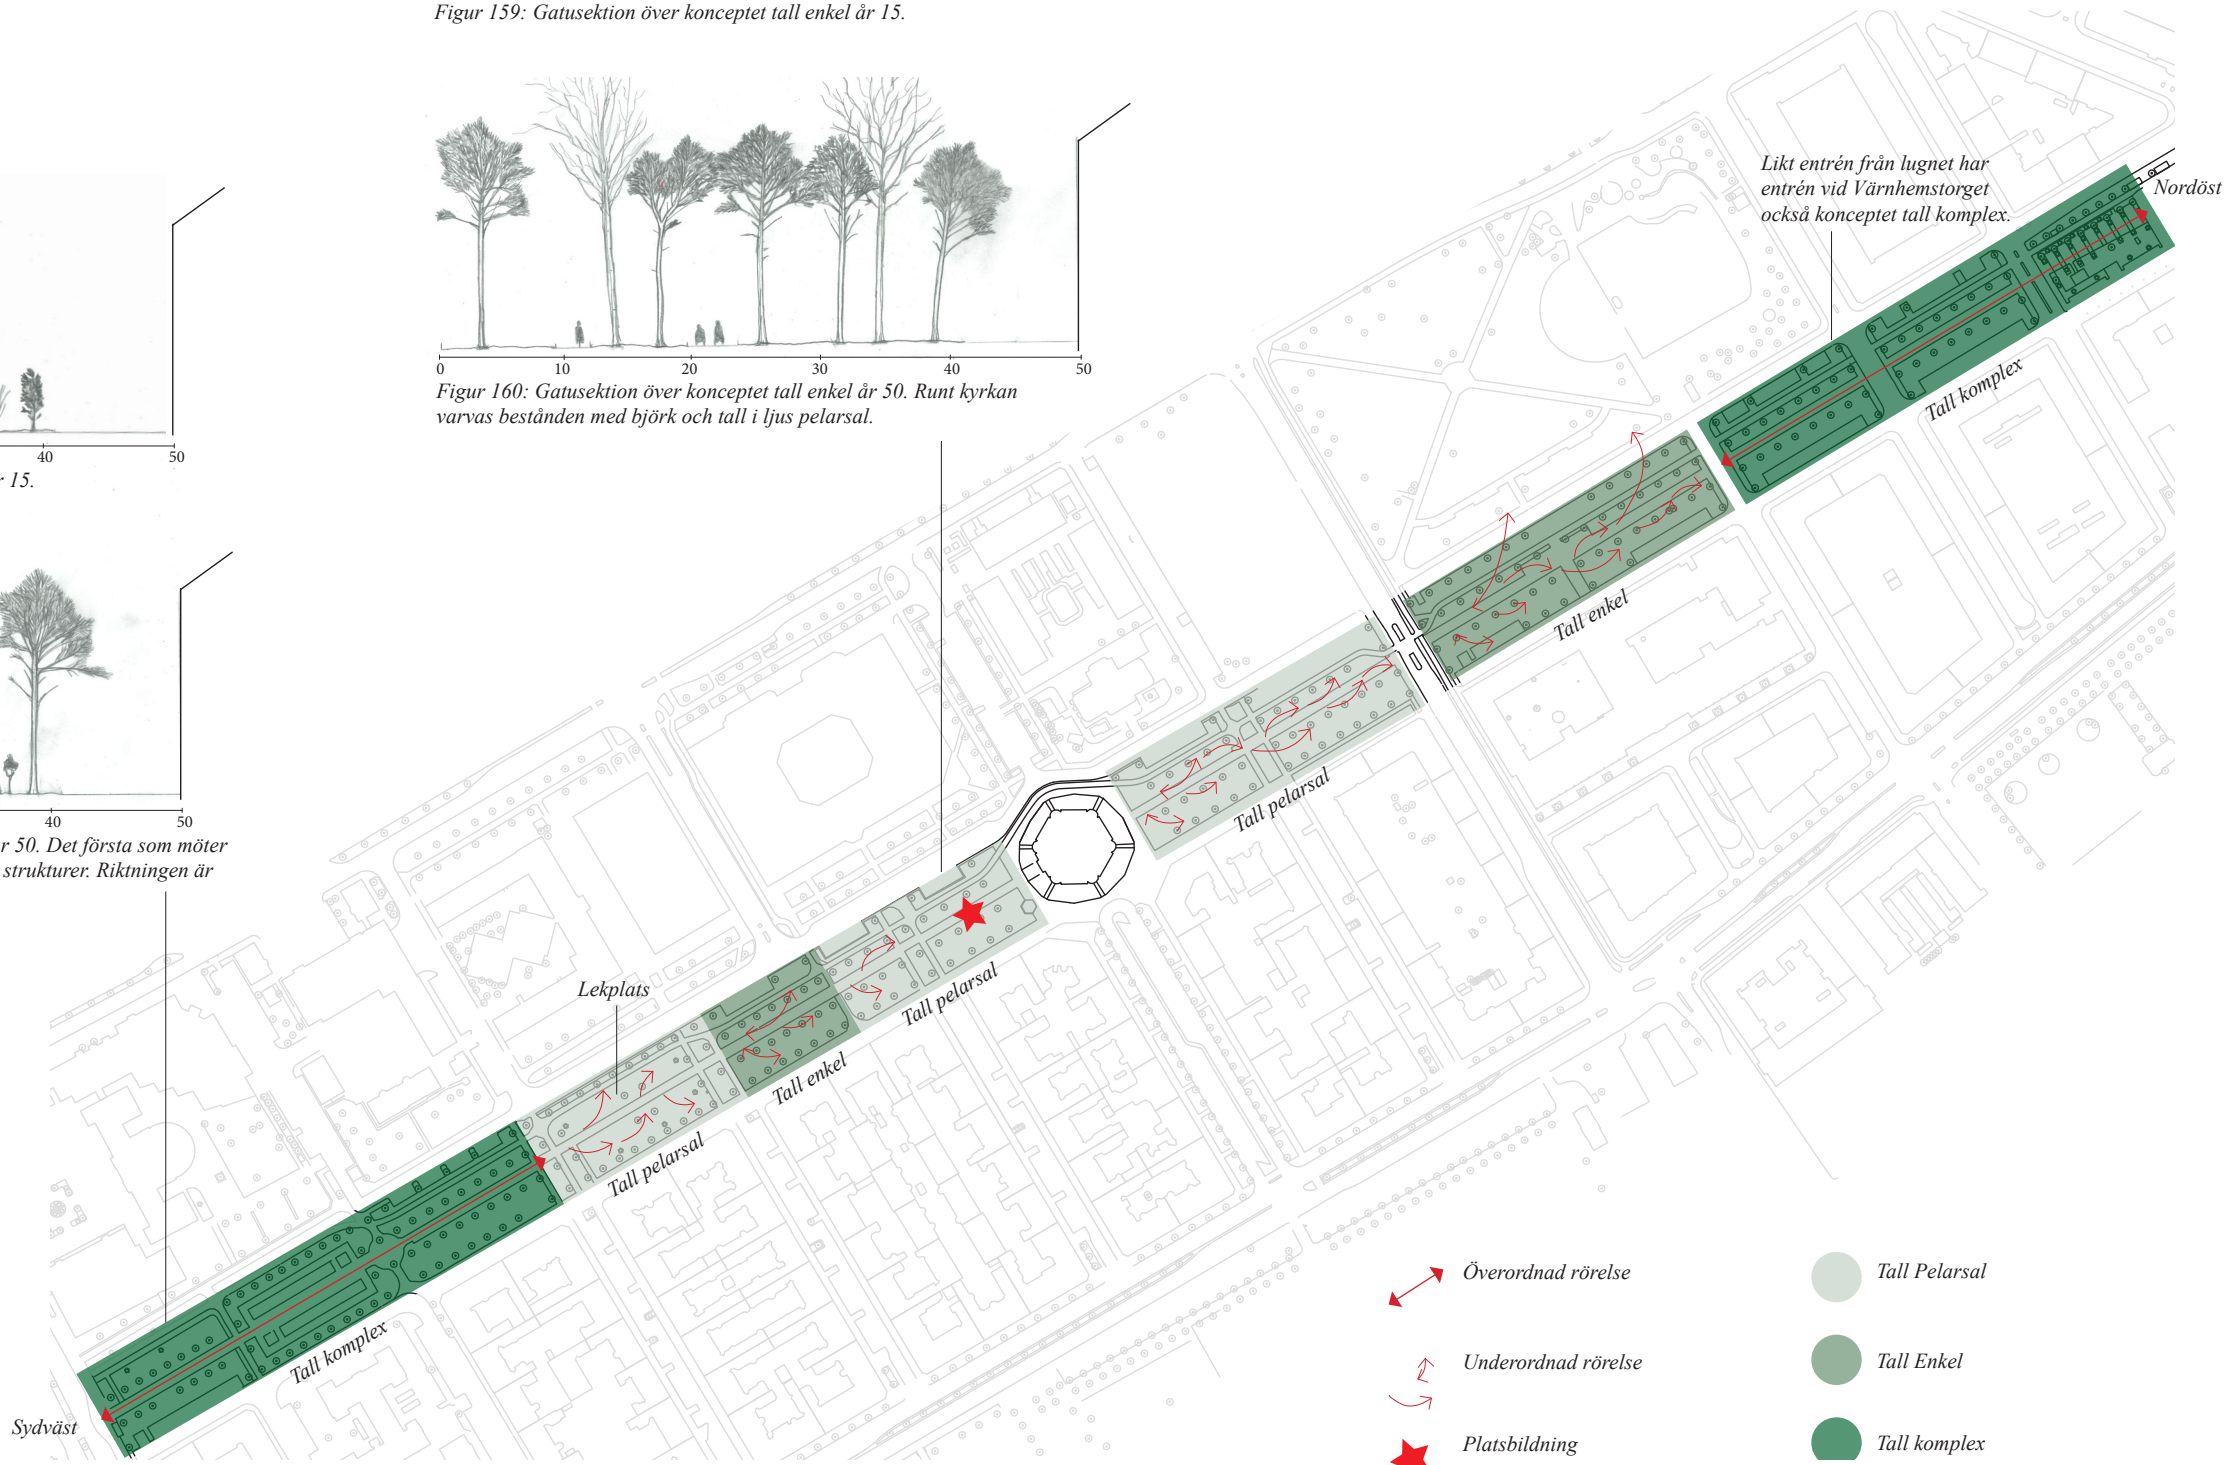 Figur 159: Gatusektion över konceptet tall enkel år 15.
0 10 20 30 40 50
Figur 160: Gatusektion över konceptet tall enkel år 50. Runt kyrkan
varvas bestånden med björk och tall i ljus pelarsal.
40 50
r 15.
40 50
r 50. Det första som möter
strukturer. Riktningen är
Likt entrén från lugnet har
entrén vid Värnhemstorget
också konceptet tall komplex.
Nordöst
Tall komplex
Tall enkel
Tall pelarsal
Tall pelarsal
Tall enkel
Lekplats
Tall pelarsal
Tall komplex
Sydväst
Överordnad rörelse
Underordnad rörelse
Platsbildning
Tall Pelarsal
Tall Enkel
Tall komplex